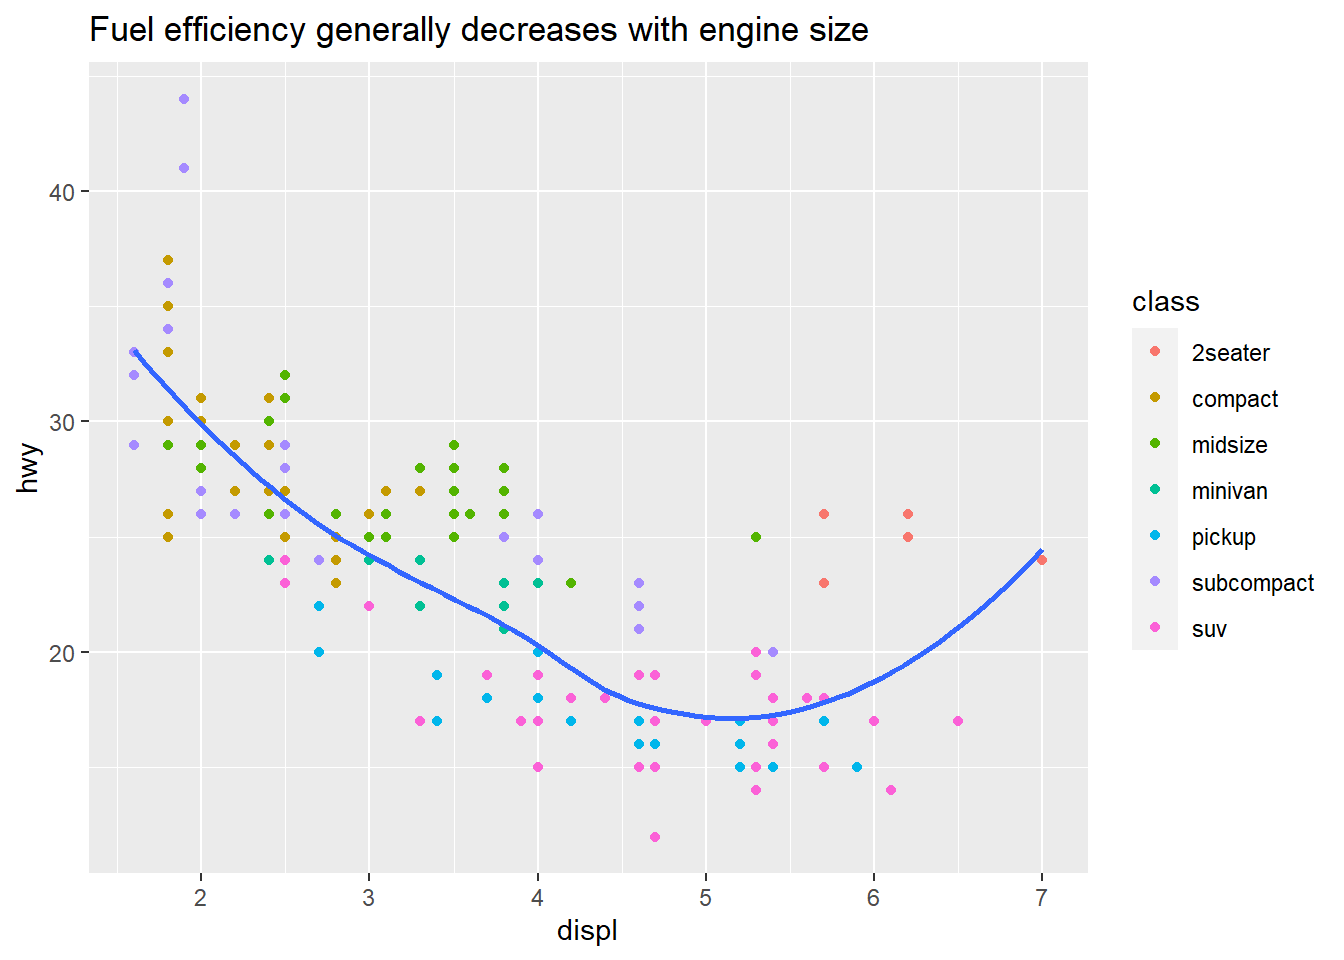 Fuel efficiency generally decreases with engine size
40
30
20
hwy
2 3 4 5 6 7
displ
class
2seater
compact
midsize
minivan
pickup
subcompact
suv